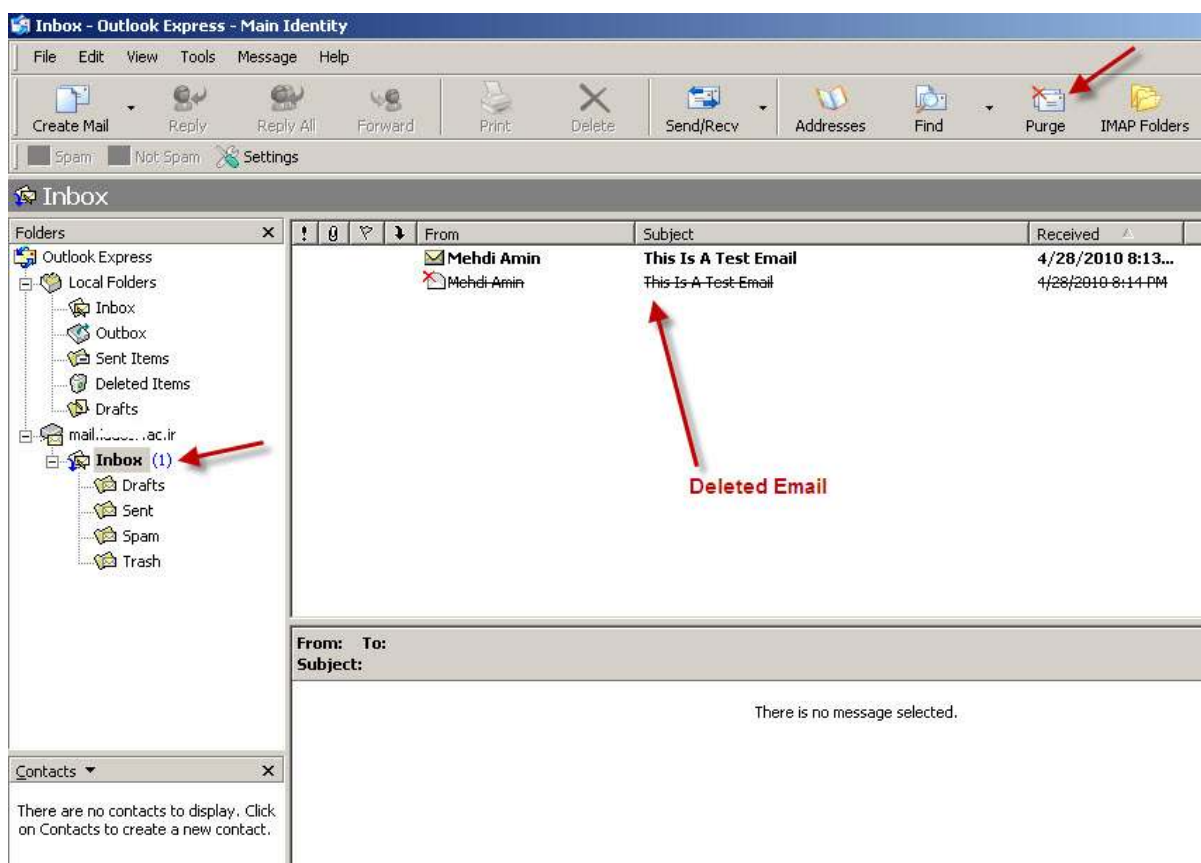 Inbox - Outlook Express - Main Identity
File Edit View Tools Message Help
Create Mail Reply Reply All Forward Print Delete Send/Recv Addresses Find Purge IMAP Folders
Spam Not Spam Settings
Inbox
Folders
Outlook Express
Local Folders
Inbox
Outbox
Sent Items
Deleted Items
Drafts
mail. .ac.ir
Inbox (1)
Drafts
Sent
Spam
Trash
From Subject Received
Mehdi Amin This Is A Test Email 4/28/2010 8:13...
Mehdi Amin This Is A Test Email 4/28/2010 8:14 PM
Deleted Email
From: To:
Subject:
There is no message selected.
Contacts
There are no contacts to display. Click
on Contacts to create a new contact.